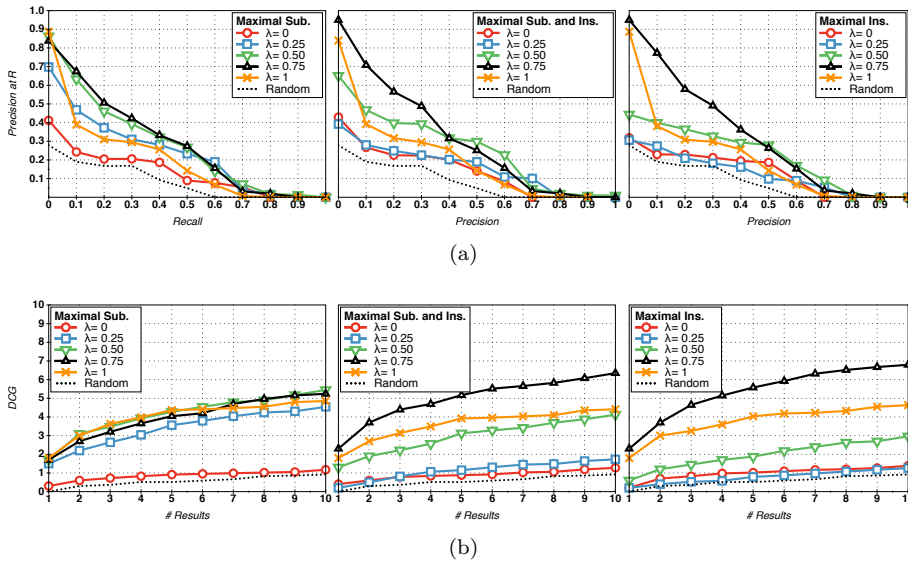 Precision at R
1.0
0.9
0.8
0.7
0.6
0.5
0.4
0.3
0.2
0.1
Maximal Sub.
λ= 0
λ= 0.25
λ= 0.50
λ= 0.75
λ= 1
Random
0 0.1 0.2 0.3 0.4 0.5 0.6 0.7 0.8 0.9 1
Recall
Maximal Sub. and Ins.
λ= 0
λ= 0.25
λ= 0.50
λ= 0.75
λ= 1
Random
0.1 0.2 0.3 0.4 0.5 0.6 0.7 0.8 0.9 1
Precision
Maximal Ins.
λ= 0
λ= 0.25
λ= 0.50
λ= 0.75
λ= 1
Random
0.1 0.2 0.3 0.4 0.5 0.6 0.7 0.8 0.9 1
Precision
(a)
DCG
10
9
8
7
6
5
4
3
2
1
0
Maximal Sub.
λ= 0
λ= 0.25
λ= 0.50
λ= 0.75
λ= 1
Random
1 2 3 4 5 6 7 8 9 10
# Results
Maximal Sub. and Ins.
λ= 0
λ= 0.25
λ= 0.50
λ= 0.75
λ= 1
Random
1 2 3 4 5 6 7 8 9 10
# Results
Maximal Ins.
λ= 0
λ= 0.25
λ= 0.50
λ= 0.75
λ= 1
Random
1 2 3 4 5 6 7 8 9 10
# Results
(b)